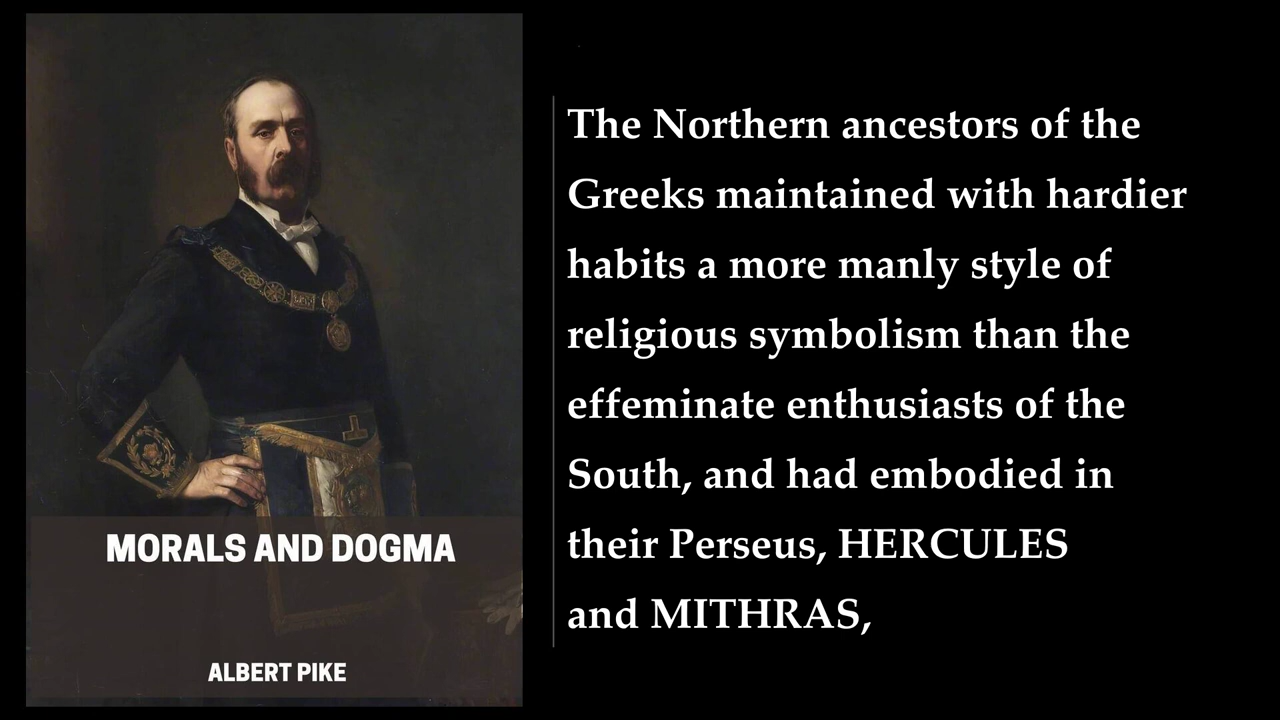 MORALS AND DOGMA
ALBERT PIKE
The Northern ancestors of the
Greeks maintained with hardier
habits a more manly style of
religious symbolism than the
effeminate enthusiasts of the
South, and had embodied in
their Perseus, HERCULES
and MITHRAS,